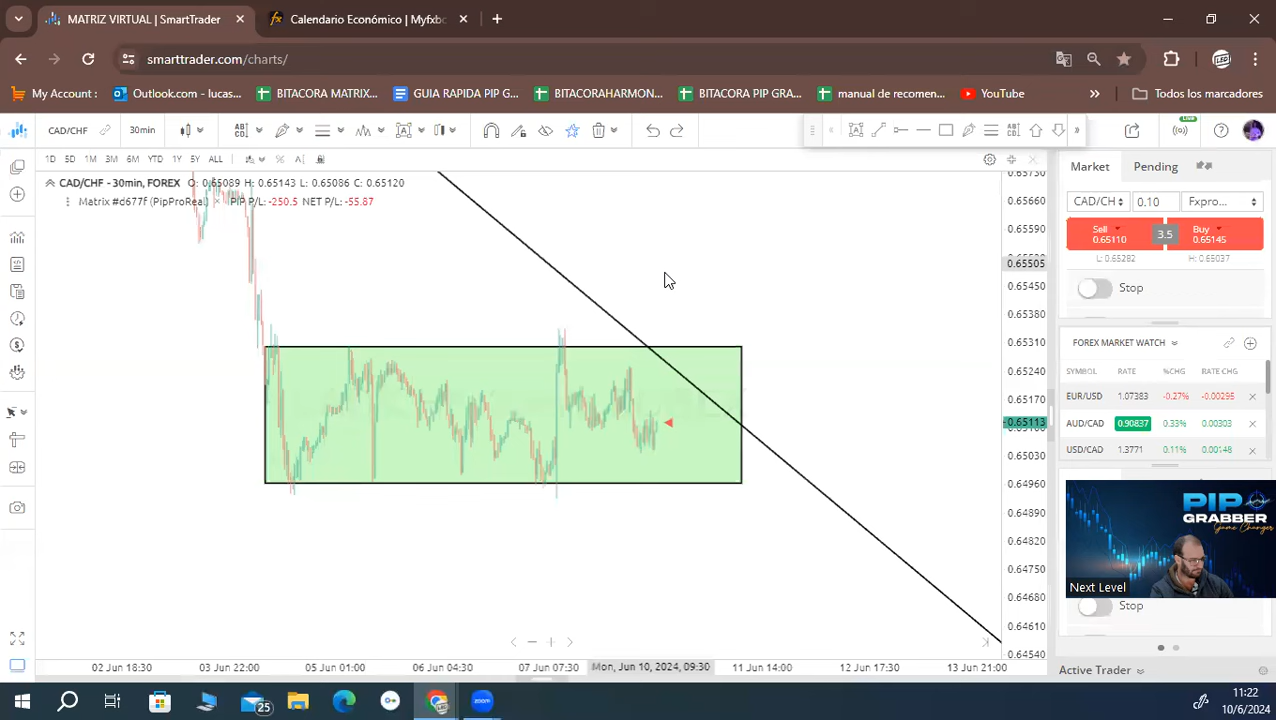 MATRIZ VIRTUAL | SmartTrader
Calendario Económico | Myfxbc
smarttrader.com/charts/
My Account :
Outlook.com - lucas...
BITACORA MATRIX...
GUIA RAPIDA PIP G...
BITACORAHARMON...
BITACORA PIP GRA...
manual de recomen...
YouTube
Todos los marcadores
CAD/CHF
30min
LIVE
1D 5D 1M 3M 6M YTD 1Y 5Y ALL
CAD/CHF - 30min, FOREX O: 0.65089 H: 0.65143 L: 0.65086 C: 0.65120
Matrix #d677f (PipProReal) PIP P/L: -250.5 NET P/L: -55.87
0.65730
0.65660
0.65590
0.65505
0.65450
0.65380
0.65310
0.65240
0.65170
0.65113
0.65030
0.64960
0.64890
0.64820
0.64750
0.64680
0.64610
0.64540
02 Jun 18:30
03 Jun 22:00
05 Jun 01:00
06 Jun 04:30
07 Jun 07:30
Mon, Jun 10, 2024, 09:30
11 Jun 14:00
12 Jun 17:30
13 Jun 21:00
Market
Pending
CAD/CH
0.10
Fxpro...
Sell
0.65110
3.5
Buy
0.65145
L: 0.65282
H: 0.65037
Stop
FOREX MARKET WATCH
SYMBOL RATE %CHG RATE CHG
EUR/USD 1.07383 -0.27% -0.00295
AUD/CAD 0.90837 0.33% 0.00303
USD/CAD 1.3771 0.11% 0.00148
PIP
GRABBER
Game Changer
Next Level
Stop
Active Trader
25
zoom
11:22
10/6/2024